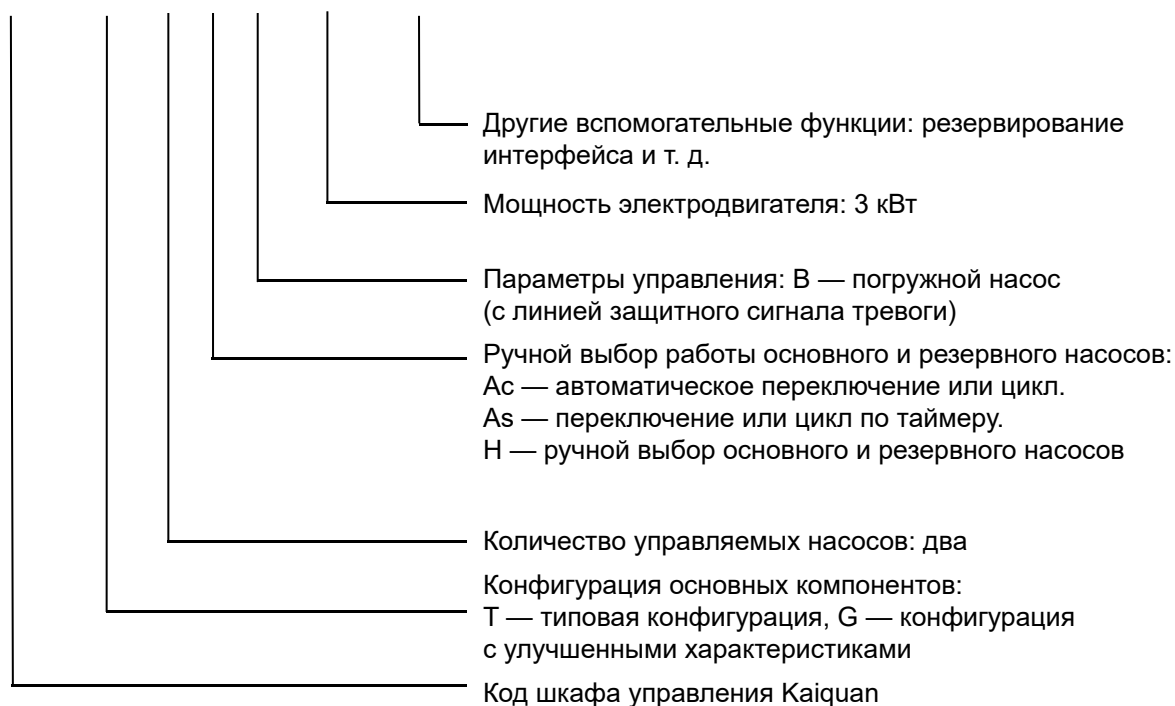 Другие вспомогательные функции: резервирование
интерфейса и т. д.
Мощность электродвигателя: 3 кВт
Параметры управления: B — погружной насос
(с линией защитного сигнала тревоги)
Ручной выбор работы основного и резервного насосов:
Ac — автоматическое переключение или цикл.
As — переключение или цикл по таймеру.
H — ручной выбор основного и резервного насосов
Количество управляемых насосов: два
Конфигурация основных компонентов:
T — типовая конфигурация, G — конфигурация
с улучшенными характеристиками
Код шкафа управления Kaiquan